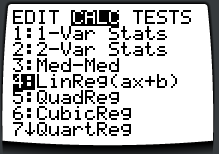 EDIT CALC TESTS
1:1-Var Stats
2:2-Var Stats
3:Med-Med
4:LinReg(ax+b)
5:QuadReg
6:CubicReg
7↓QuartReg